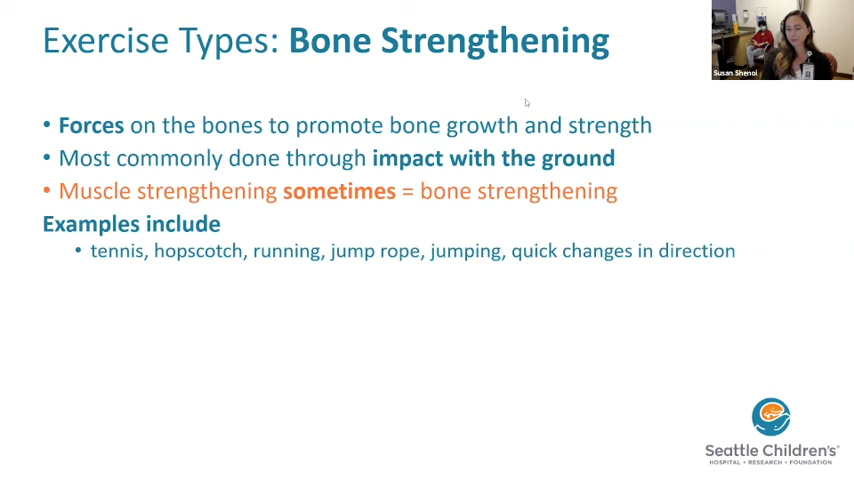 Exercise Types: Bone Strengthening
Susan Shenoi
• Forces on the bones to promote bone growth and strength
• Most commonly done through impact with the ground
• Muscle strengthening sometimes = bone strengthening
Examples include
• tennis, hopscotch, running, jump rope, jumping, quick changes in direction
Seattle Children's®
HOSPITAL • RESEARCH • FOUNDATION